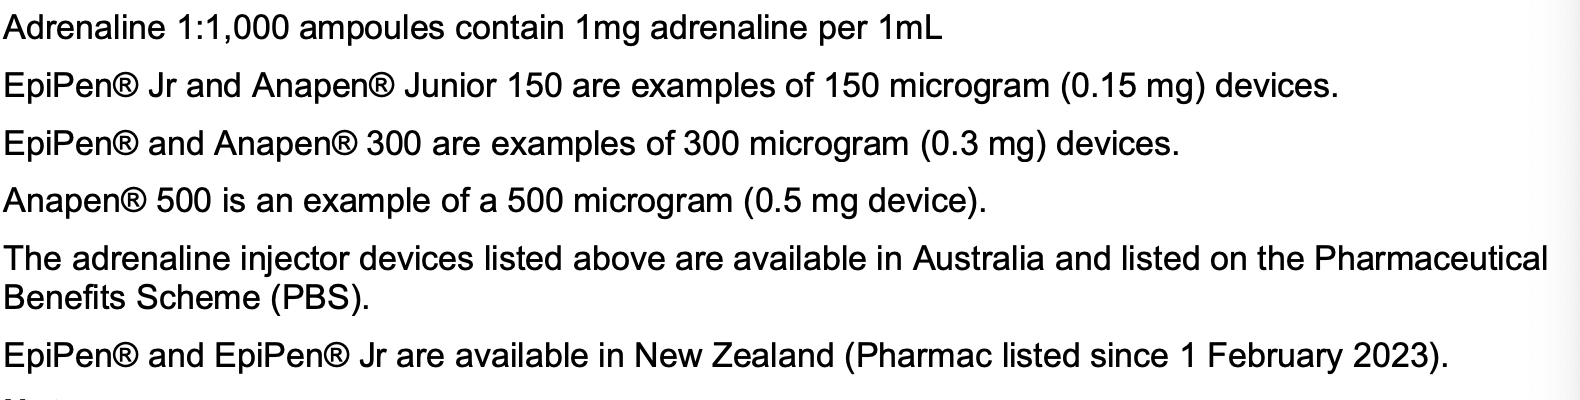 Adrenaline 1:1,000 ampoules contain 1mg adrenaline per 1mL
EpiPen® Jr and Anapen® Junior 150 are examples of 150 microgram (0.15 mg) devices.
EpiPen® and Anapen® 300 are examples of 300 microgram (0.3 mg) devices.
Anapen® 500 is an example of a 500 microgram (0.5 mg device).
The adrenaline injector devices listed above are available in Australia and listed on the Pharmaceutical
Benefits Scheme (PBS).
EpiPen® and EpiPen® Jr are available in New Zealand (Pharmac listed since 1 February 2023).